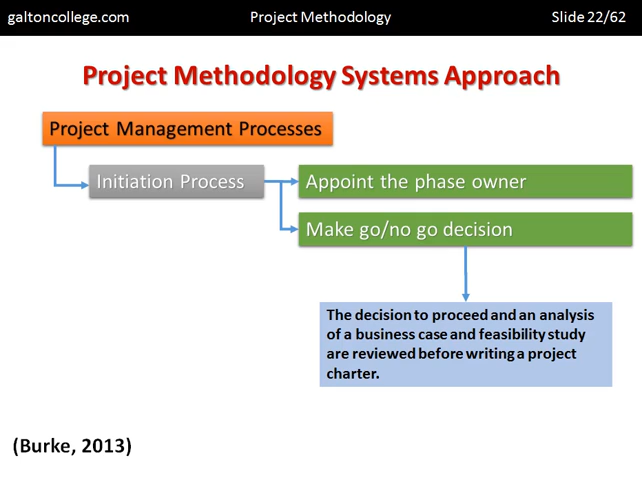 galtoncollege.com Project Methodology Slide 22/62
Project Methodology Systems Approach
Project Management Processes
Initiation Process
Appoint the phase owner
Make go/no go decision
The decision to proceed and an analysis
of a business case and feasibility study
are reviewed before writing a project
charter.
(Burke, 2013)